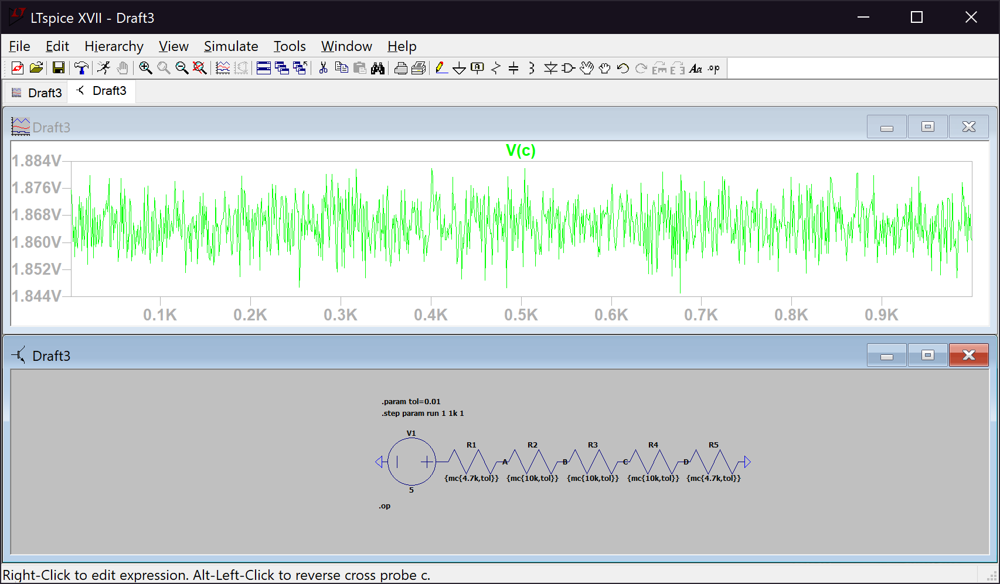 LTspice XVII - Draft3
File Edit Hierarchy View Simulate Tools Window Help
Draft3 Draft3
Draft3
V(c)
1.884V
1.876V
1.868V
1.860V
1.852V
1.844V
0.1K 0.2K 0.3K 0.4K 0.5K 0.6K 0.7K 0.8K 0.9K
Draft3
.param tol=0.01
.step param run 1 1k 1
V1
R1 R2 R3 R4 R5
A B C D
{mc{4.7k,tol}} {mc{10k,tol}} {mc{10k,tol}} {mc{10k,tol}} {mc{4.7k,tol}}
5
.op
Right-Click to edit expression. Alt-Left-Click to reverse cross probe c.